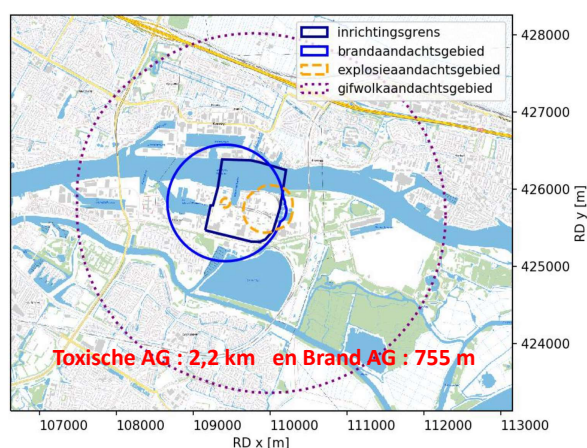 inrichtingsgrens
brandaandachtsgebied
explosieaandachtsgebied
gifwolkaandachtsgebied
428000
427000
426000
425000
424000
RD y [m]
Toxische AG : 2,2 km en Brand AG : 755 m
107000 108000 109000 110000 111000 112000 113000
RD x [m]